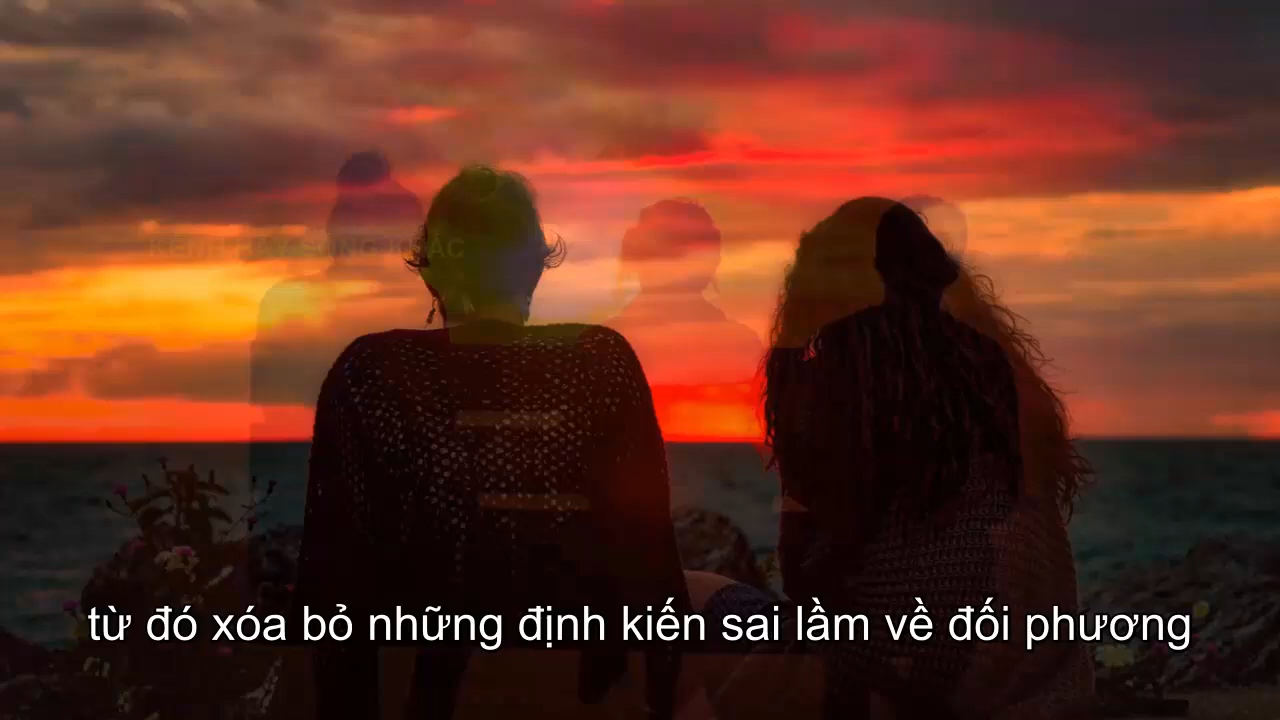 từ đó xóa bỏ những định kiến sai lầm về đối phương